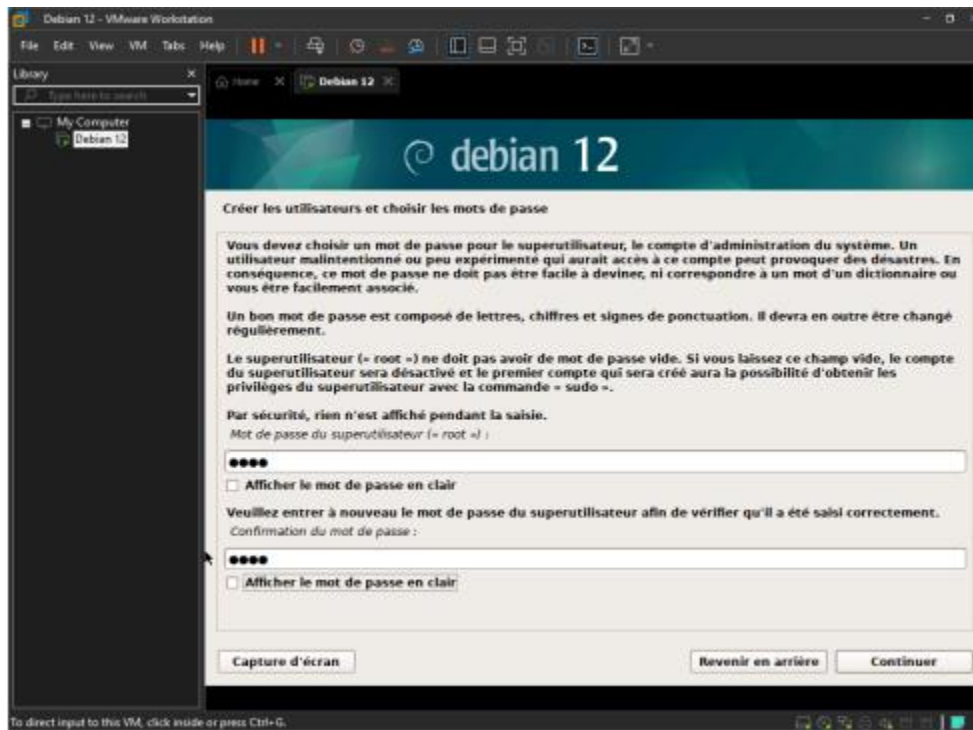 Debian 12 - VMware Workstation
File Edit View VM Tabs Help
Library
Home
Debian 12
Type here to search
My Computer
Debian 12
debian 12
Créer les utilisateurs et choisir les mots de passe
Vous devez choisir un mot de passe pour le superutilisateur, le compte d'administration du système. Un
utilisateur malintentionné ou peu expérimenté qui aurait accès à ce compte peut provoquer des désastres. En
conséquence, ce mot de passe ne doit pas être facile à deviner, ni correspondre à un mot d'un dictionnaire ou
vous être facilement associé.
Un bon mot de passe est composé de lettres, chiffres et signes de ponctuation. Il devra en outre être changé
régulièrement.
Le superutilisateur (« root ») ne doit pas avoir de mot de passe vide. Si vous laissez ce champ vide, le compte
du superutilisateur sera désactivé et le premier compte qui sera créé aura la possibilité d'obtenir les
privilèges du superutilisateur avec la commande « sudo ».
Par sécurité, rien n'est affiché pendant la saisie.
Mot de passe du superutilisateur (« root ») :
●●●●
Afficher le mot de passe en clair
Veuillez entrer à nouveau le mot de passe du superutilisateur afin de vérifier qu'il a été saisi correctement.
Confirmation du mot de passe :
●●●●
Afficher le mot de passe en clair
Capture d'écran
Revenir en arrière
Continuer
To direct input to this VM, click inside or press Ctrl+G.